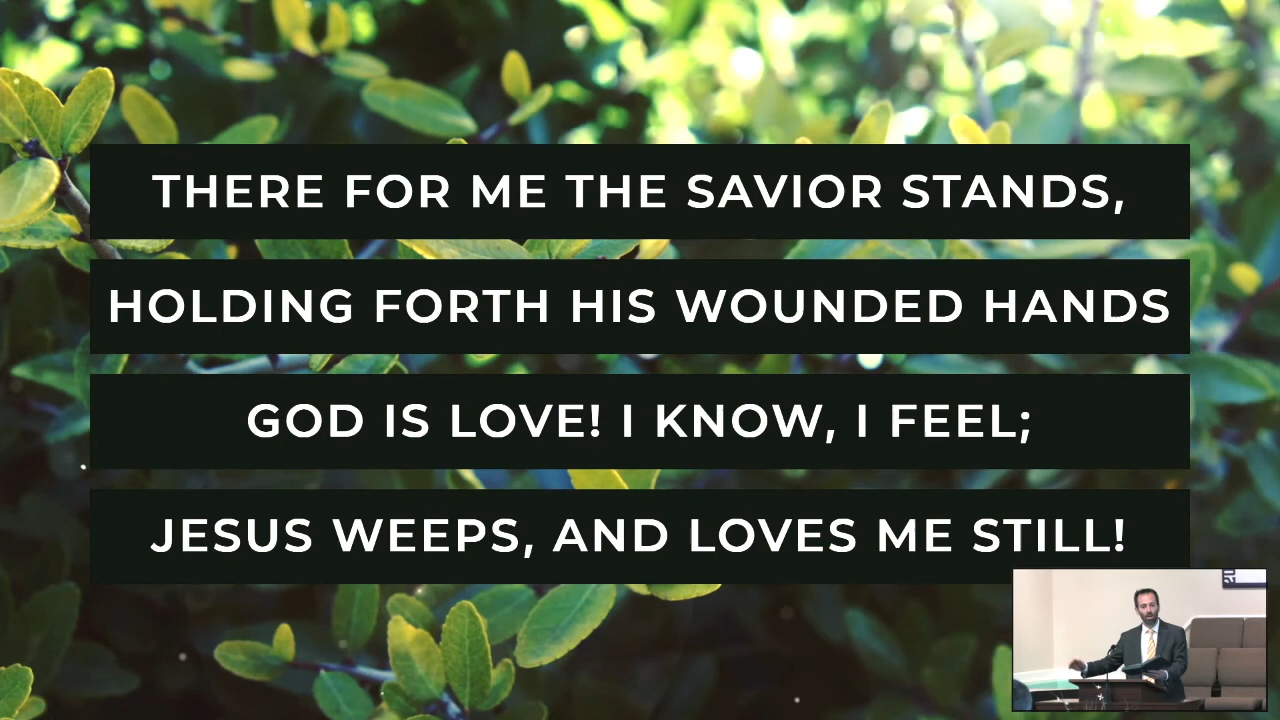 THERE FOR ME THE SAVIOR STANDS,
HOLDING FORTH HIS WOUNDED HANDS
GOD IS LOVE! I KNOW, I FEEL;
JESUS WEEPS, AND LOVES ME STILL!